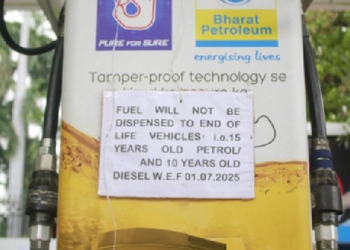 PURE FOR SURE
Bharat
Petroleum
energising lives
Tamper-proof technology se
FUEL WILL NOT BE
DISPENSED TO END OF
LIFE VEHICLES i.e.15
YEARS OLD PETROL/
AND 10 YEARS OLD
DIESEL W.E.F 01.07.2025